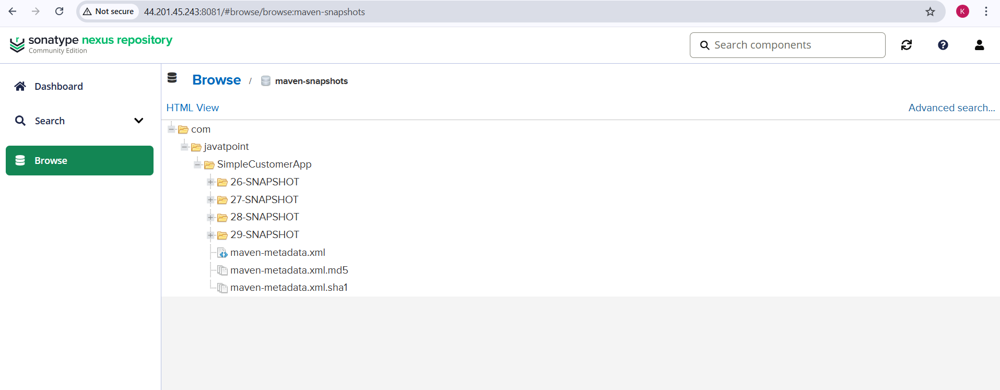 Not secure 44.201.45.243:8081/#browse/browse:maven-snapshots K
sonatype nexus repository
Community Edition
Search components
Dashboard
Search
Browse
Browse / maven-snapshots
HTML View Advanced search...
com
javatpoint
SimpleCustomerApp
26-SNAPSHOT
27-SNAPSHOT
28-SNAPSHOT
29-SNAPSHOT
maven-metadata.xml
maven-metadata.xml.md5
maven-metadata.xml.sha1